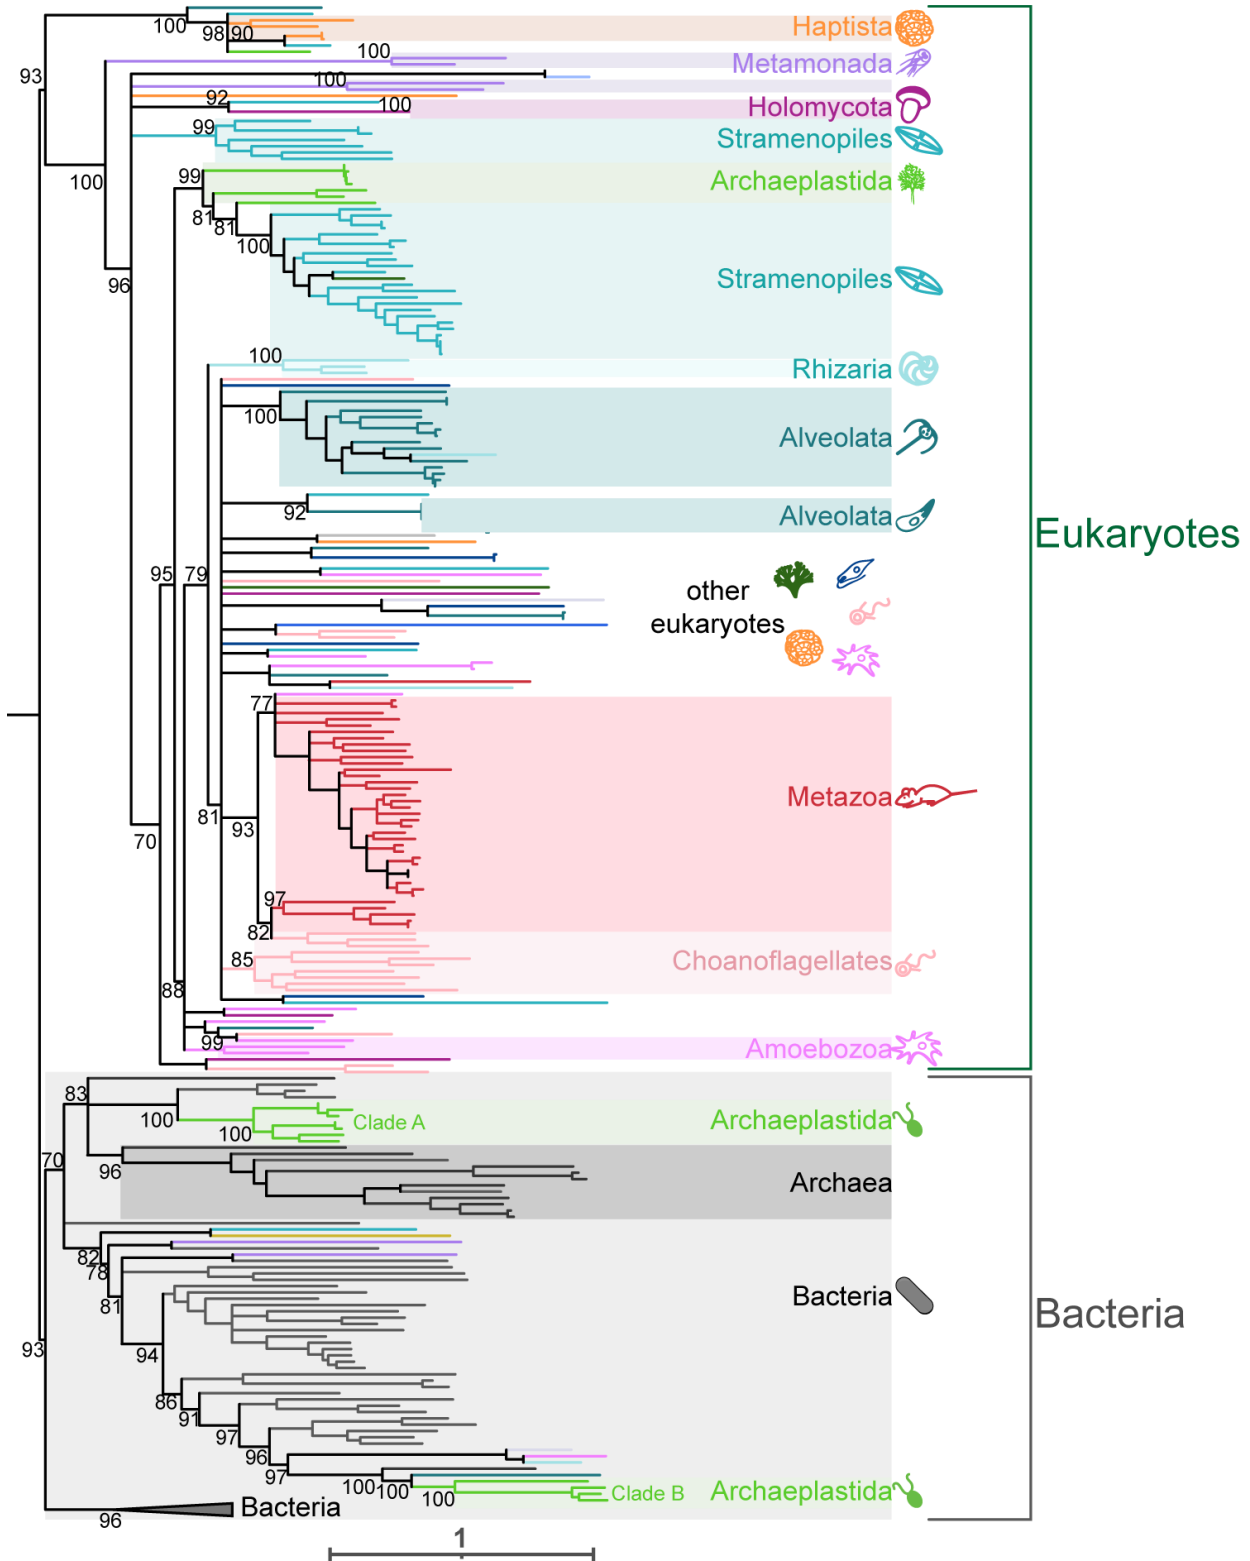 100
98
90
Haptista
93
100
Metamonada
100
92
100
Holomycota
99
Stramenopiles
100
99
Archaeplastida
81
81
100
96
Stramenopiles
100
Rhizaria
100
Alveolata
92
Alveolata
Eukaryotes
95
79
other
eukaryotes
77
Metazoa
81
93
70
97
82
85
Choanoflagellates
88
99
Amoebozoa
83
100
100
Clade A
Archaeplastida
70
96
Archaea
82
78
81
Bacteria
Bacteria
93
94
86
91
97
96
97
100
100
100
Clade B
Archaeplastida
96
Bacteria
1